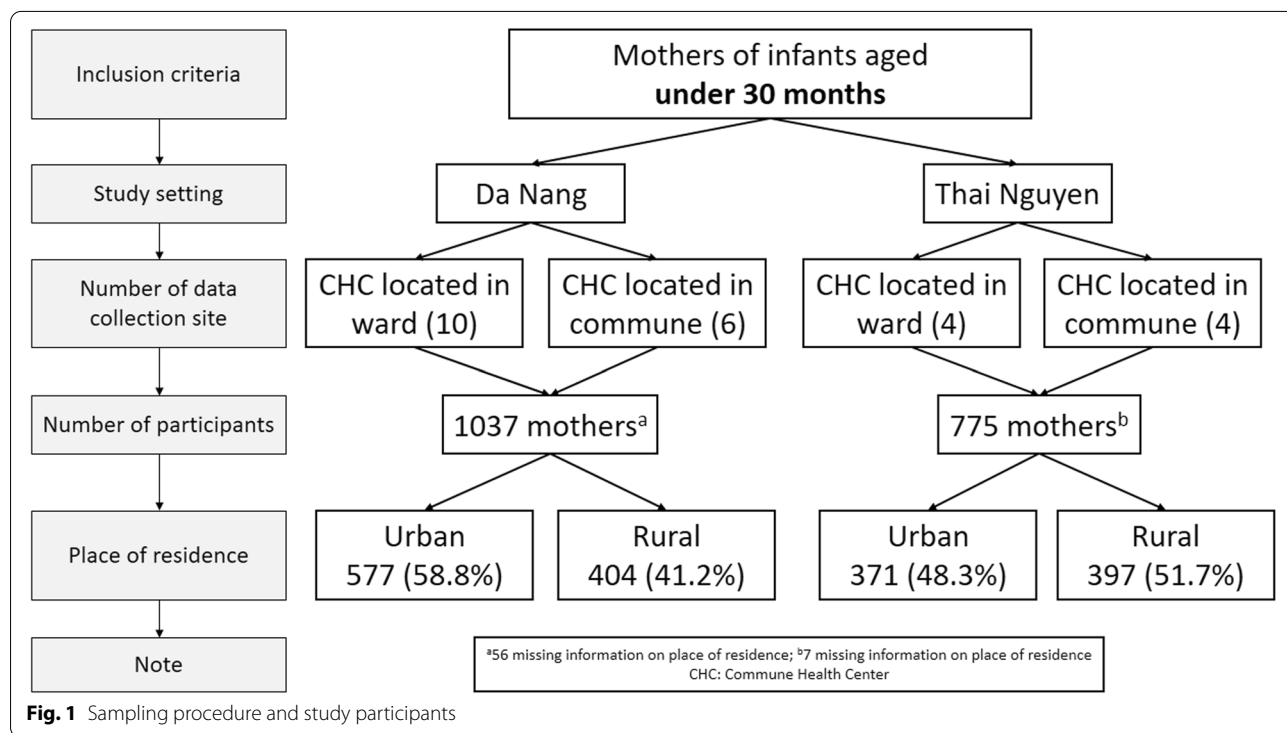 Inclusion criteria
Mothers of infants aged
under 30 months
Study setting
Da Nang
Thai Nguyen
Number of data
collection site
CHC located in
ward (10)
CHC located in
commune (6)
CHC located in
ward (4)
CHC located in
commune (4)
Number of participants
1037 mothersᵃ
775 mothersᵇ
Place of residence
Urban
577 (58.8%)
Rural
404 (41.2%)
Urban
371 (48.3%)
Rural
397 (51.7%)
Note
ᵃ56 missing information on place of residence; ᵇ7 missing information on place of residence
CHC: Commune Health Center
Fig. 1 Sampling procedure and study participants